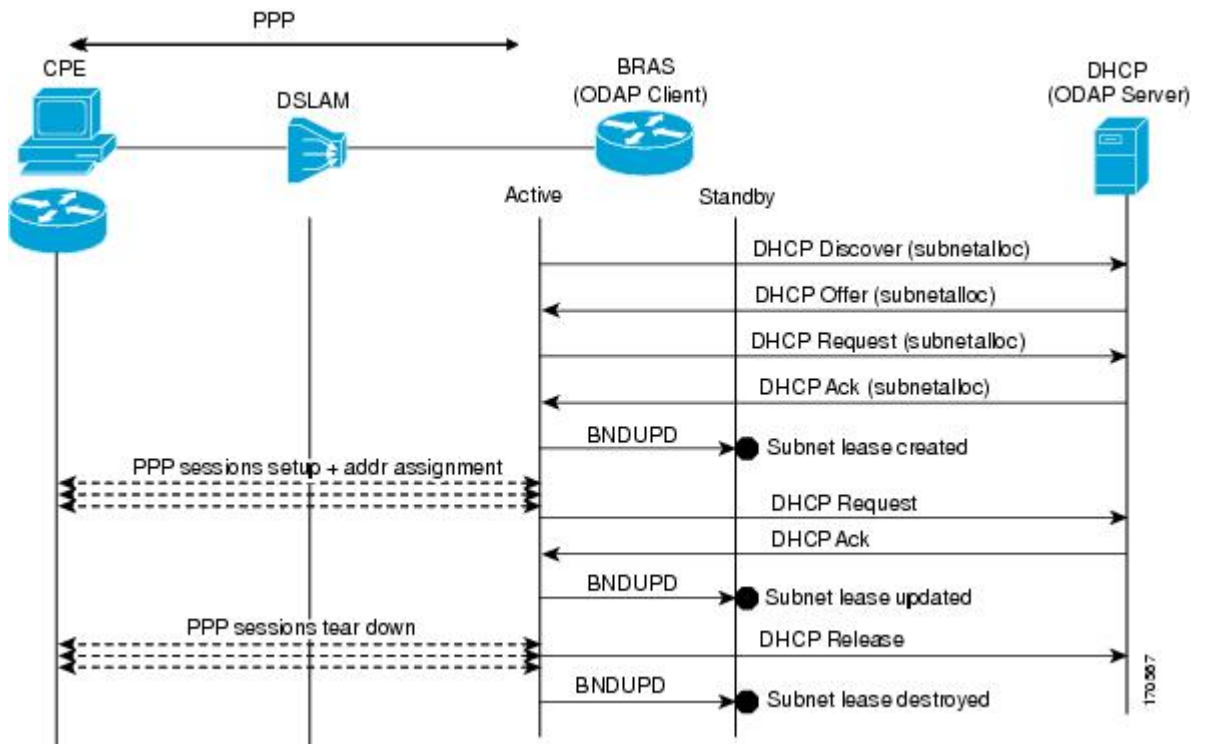 PPP
CPE
DSLAM
BRAS
(ODAP Client)
DHCP
(ODAP Server)
Active
Standby
DHCP Discover (subnetalloc)
DHCP Offer (subnetalloc)
DHCP Request (subnetalloc)
DHCP Ack (subnetalloc)
BNDUPD
Subnet lease created
PPP sessions setup + addr assignment
DHCP Request
DHCP Ack
BNDUPD
Subnet lease updated
PPP sessions tear down
DHCP Release
BNDUPD
Subnet lease destroyed
170567